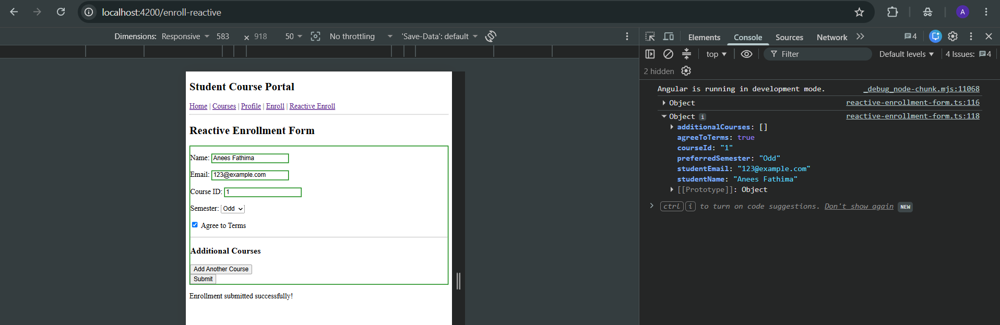 localhost:4200/enroll-reactive
A
Dimensions: Responsive 583 x 918 50 No throttling 'Save-Data': default
Elements Console Sources Network 4
top Filter Default levels 4 Issues: 4
2 hidden
Student Course Portal
Home | Courses | Profile | Enroll | Reactive Enroll
Reactive Enrollment Form
Name: Anees Fathima
Email: 123@example.com
Course ID: 1
Semester: Odd
Agree to Terms
Additional Courses
Add Another Course
Submit
Enrollment submitted successfully!
Angular is running in development mode. _debug_node-chunk.mjs:11068
Object reactive-enrollment-form.ts:116
Object i reactive-enrollment-form.ts:118
additionalCourses: []
agreeToTerms: true
courseId: "1"
preferredSemester: "Odd"
studentEmail: "123@example.com"
studentName: "Anees Fathima"
[[Prototype]]: Object
ctrl i to turn on code suggestions. Don't show again NEW